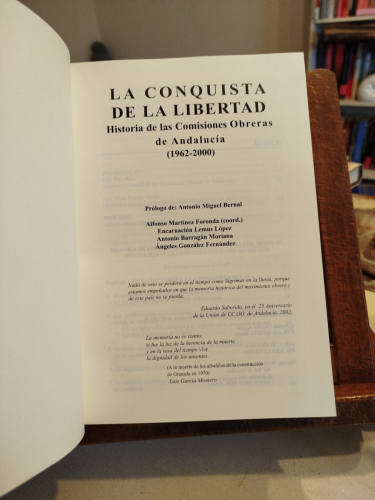 LA CONQUISTA
DE LA LIBERTAD
Historia de las Comisiones Obreras
de Andalucía
(1962-2000)
Prólogo de: Antonio Miguel Bernal
Alfonso Martínez Foronda (coord.)
Encarnación Lemus López
Antonio Barragán Moriana
Ángeles González Fernández
Nada de esto se perderá en el tiempo como lágrimas en la lluvia, porque
estamos empeñados en que la memoria histórica del movimiento obrero y
de este país no se pierda.
Eduardo Saborido, en el 25 Aniversario
de la Unión de CC.OO. de Andalucía, 2002.
La memoria no es viento:
si fue la luz de la herencia de la muerte
y en la rosa del tiempo vive
la dignidad de los ausentes.
(A la muerte de los albañiles de la construcción
de Granada en 1970)
Luis García Montero